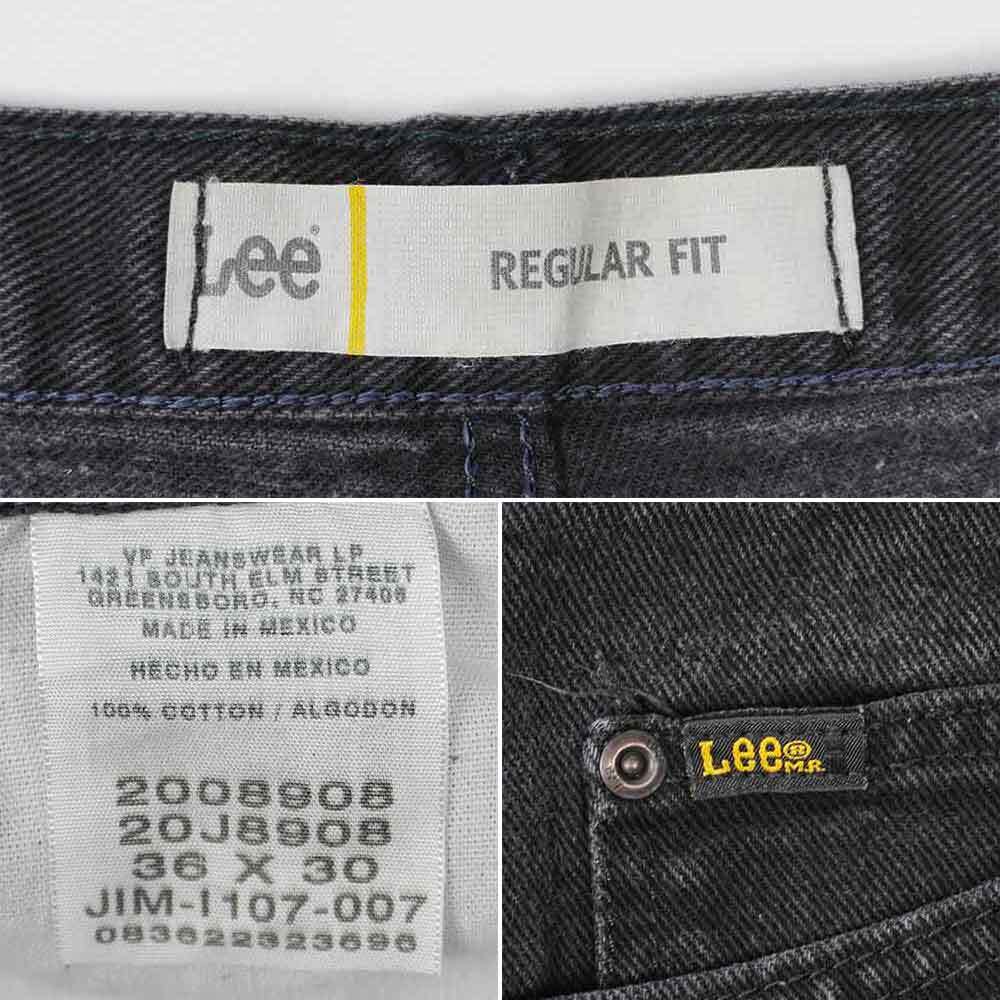 Lee®
REGULAR FIT
VF JEANSWEAR LP
1421 SOUTH ELM STREET
GREENSBORO, NC 27406
MADE IN MEXICO
HECHO EN MEXICO
100% COTTON / ALGODON
2008908
20J8908
36 X 30
JIM-I107-007
083622323696
Lee®
M.R.